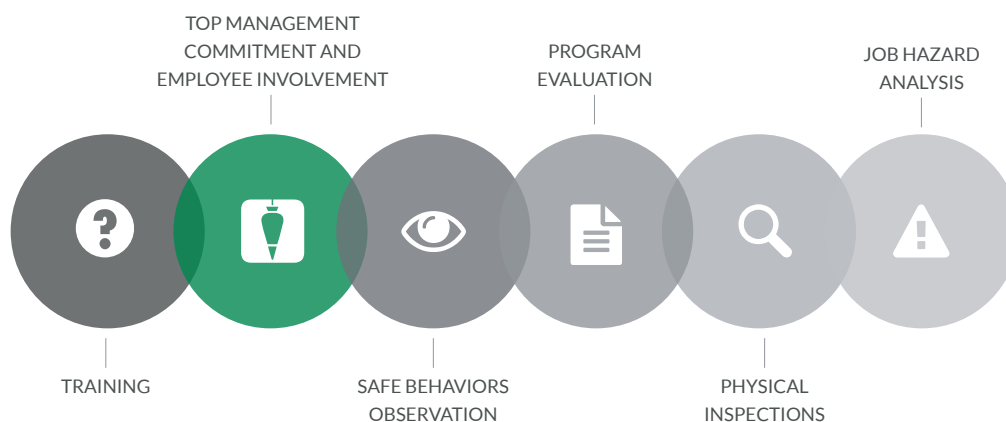 TOP MANAGEMENT
COMMITMENT AND
EMPLOYEE INVOLVEMENT
PROGRAM
EVALUATION
JOB HAZARD
ANALYSIS
?
!
TRAINING
SAFE BEHAVIORS
OBSERVATION
PHYSICAL
INSPECTIONS